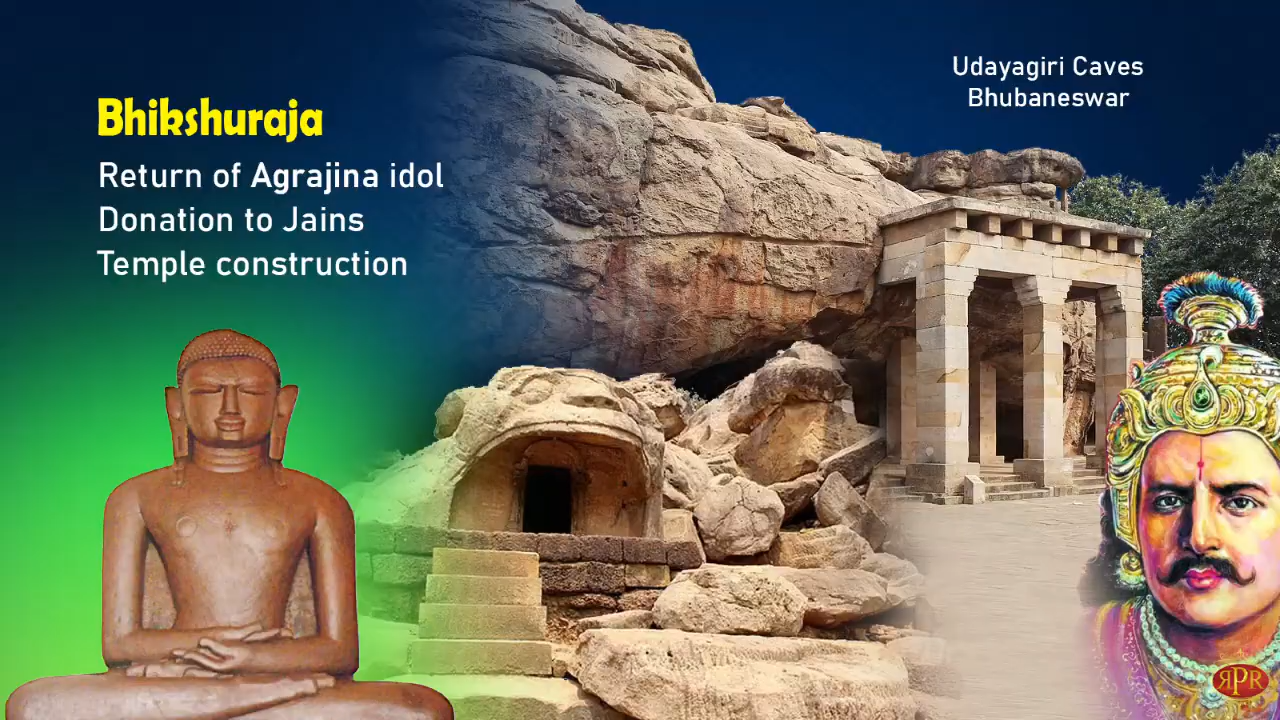 Bhikshuraja
Return of Agrajina idol
Donation to Jains
Temple construction
Udayagiri Caves
Bhubaneswar
RPR